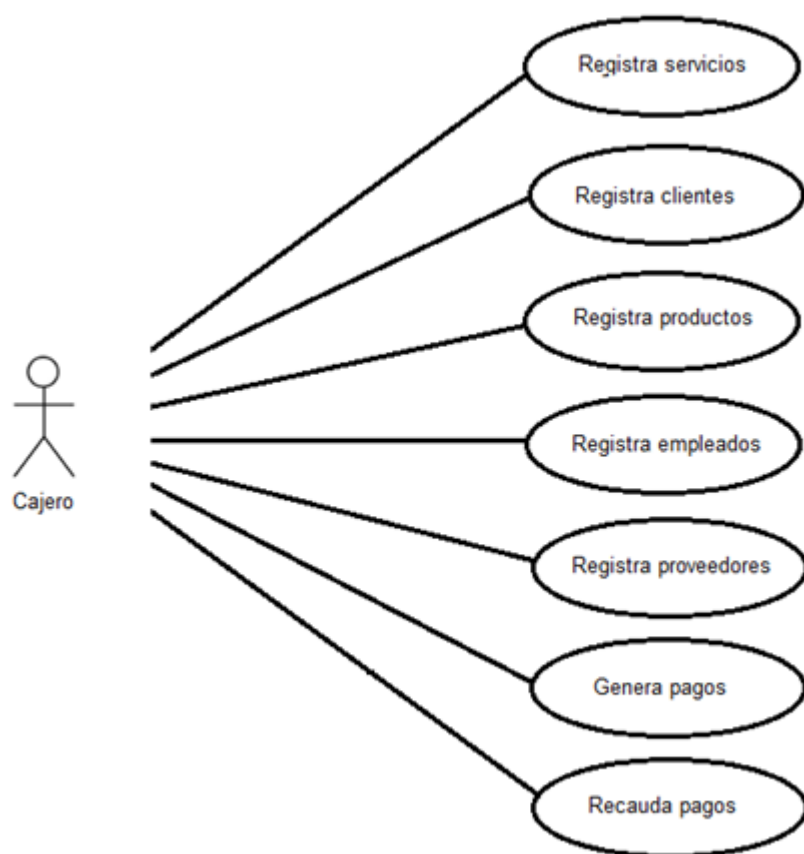 Registra servicios
Registra clientes
Registra productos
Cajero
Registra empleados
Registra proveedores
Genera pagos
Recauda pagos